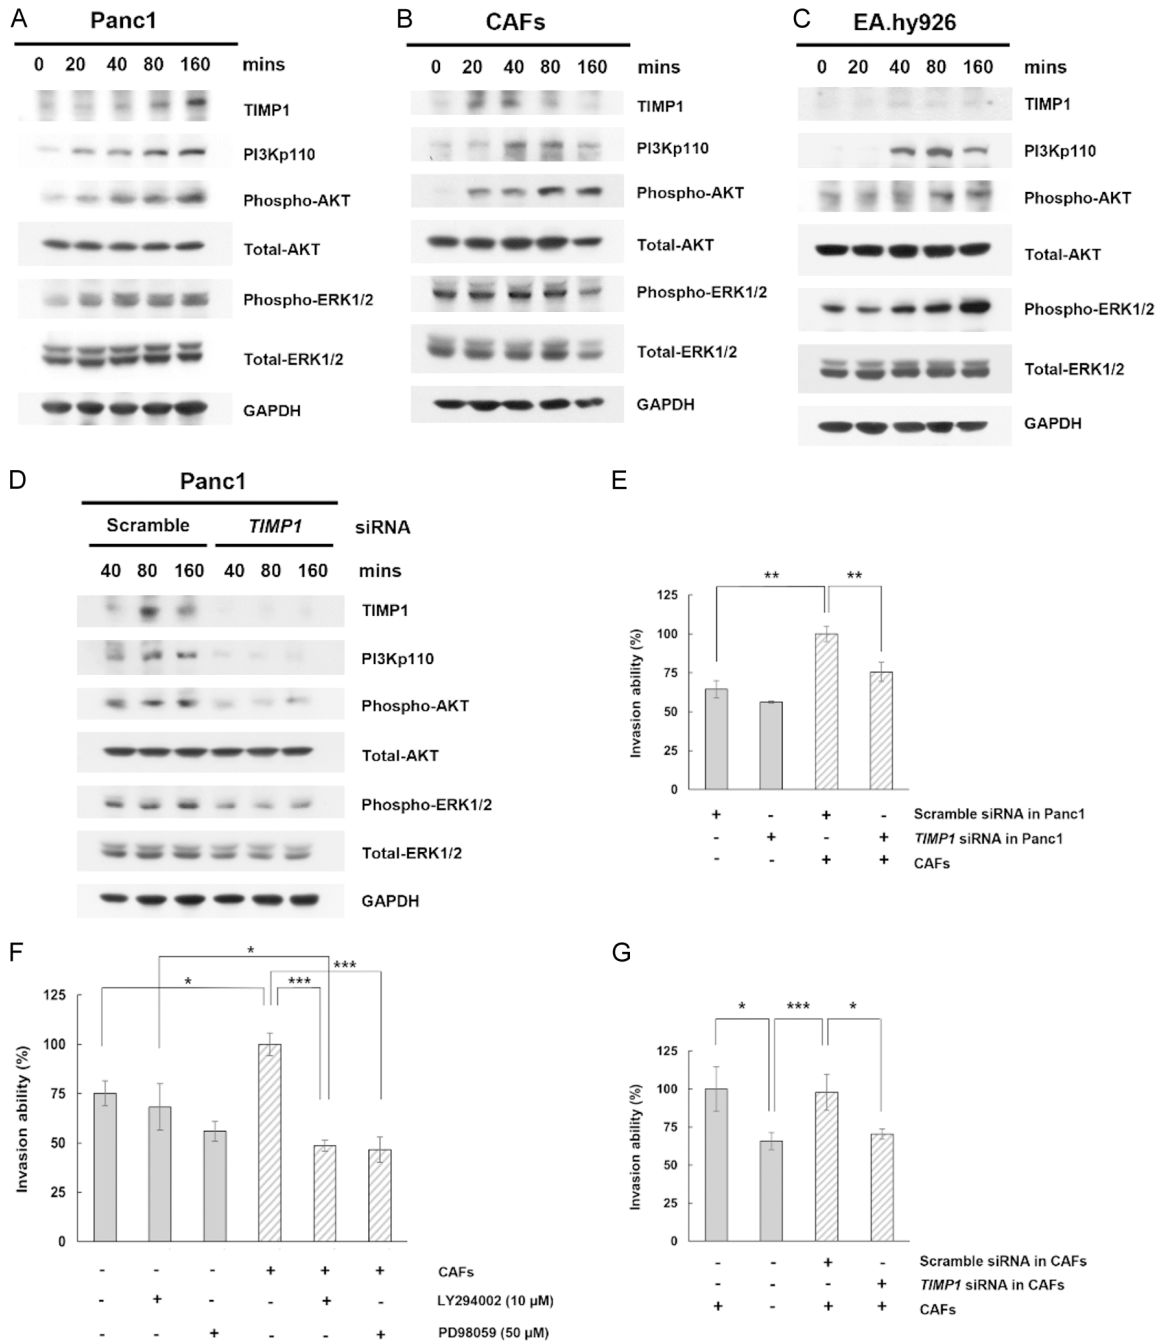 A
Panc1
0 20 40 80 160 mins
TIMP1
PI3Kp110
Phospho-AKT
Total-AKT
Phospho-ERK1/2
Total-ERK1/2
GAPDH
B
CAFs
0 20 40 80 160 mins
TIMP1
PI3Kp110
Phospho-AKT
Total-AKT
Phospho-ERK1/2
Total-ERK1/2
GAPDH
C
EA.hy926
0 20 40 80 160 mins
TIMP1
PI3Kp110
Phospho-AKT
Total-AKT
Phospho-ERK1/2
Total-ERK1/2
GAPDH
D
Panc1
Scramble TIMP1 siRNA
40 80 160 40 80 160 mins
TIMP1
PI3Kp110
Phospho-AKT
Total-AKT
Phospho-ERK1/2
Total-ERK1/2
GAPDH
E
** **
125
100
75
50
25
0
Invasion ability (%)
+ - + - Scramble siRNA in Panc1
- + - + TIMP1 siRNA in Panc1
- - + + CAFs
F
*
***
* ***
125
100
75
50
25
0
Invasion ability (%)
- - - + + + CAFs
- + - - + - LY294002 (10 µM)
- - + - - + PD98059 (50 µM)
G
* *** *
125
100
75
50
25
0
Invasion ability (%)
- - + - Scramble siRNA in CAFs
- - - + TIMP1 siRNA in CAFs
+ - + + CAFs